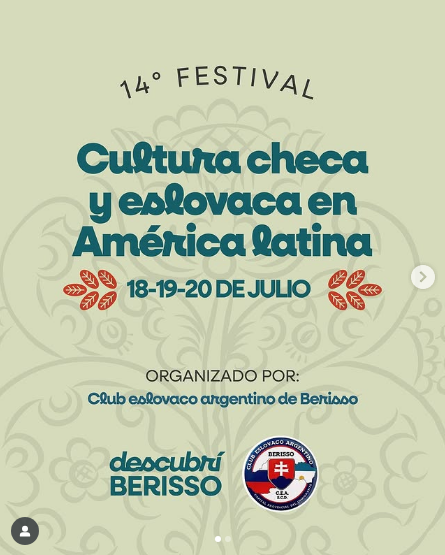 14° FESTIVAL
Cultura checa
y eslovaca en
América latina
18-19-20 DE JULIO
ORGANIZADO POR:
Club eslovaco argentino de Berisso
descubrí
BERISSO
CLUB ESLOVACO ARGENTINO
BERISSO
C.E.A.